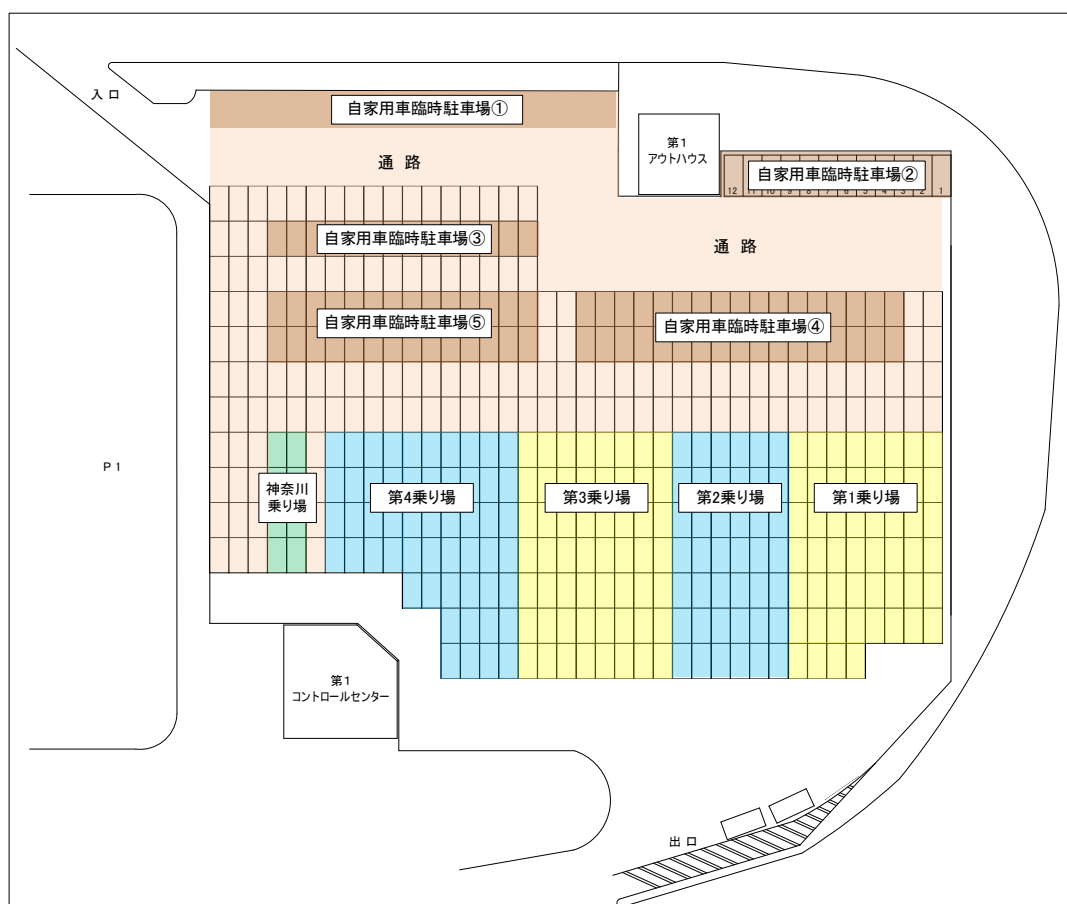 入口
自家用車臨時駐車場①
通 路
第1
アウトハウス
自家用車臨時駐車場②
12 11 10 9 8 7 6 5 4 3 2 1
自家用車臨時駐車場③
通 路
自家用車臨時駐車場⑤
自家用車臨時駐車場④
P1
神奈川
乗り場
第4乗り場
第3乗り場
第2乗り場
第1乗り場
第1
コントロールセンター
出口